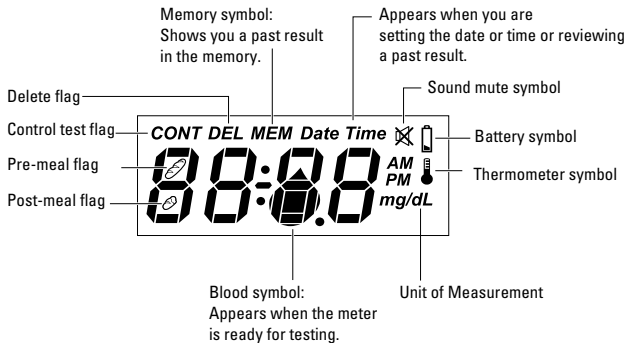 Memory symbol:
Shows you a past result
in the memory.
Appears when you are
setting the date or time or reviewing
a past result.
Delete flag
Sound mute symbol
Control test flag
CONT DEL MEM Date Time
Battery symbol
Pre-meal flag
88:88
AM
PM
Thermometer symbol
Post-meal flag
mg/dL
Blood symbol:
Appears when the meter
is ready for testing.
Unit of Measurement